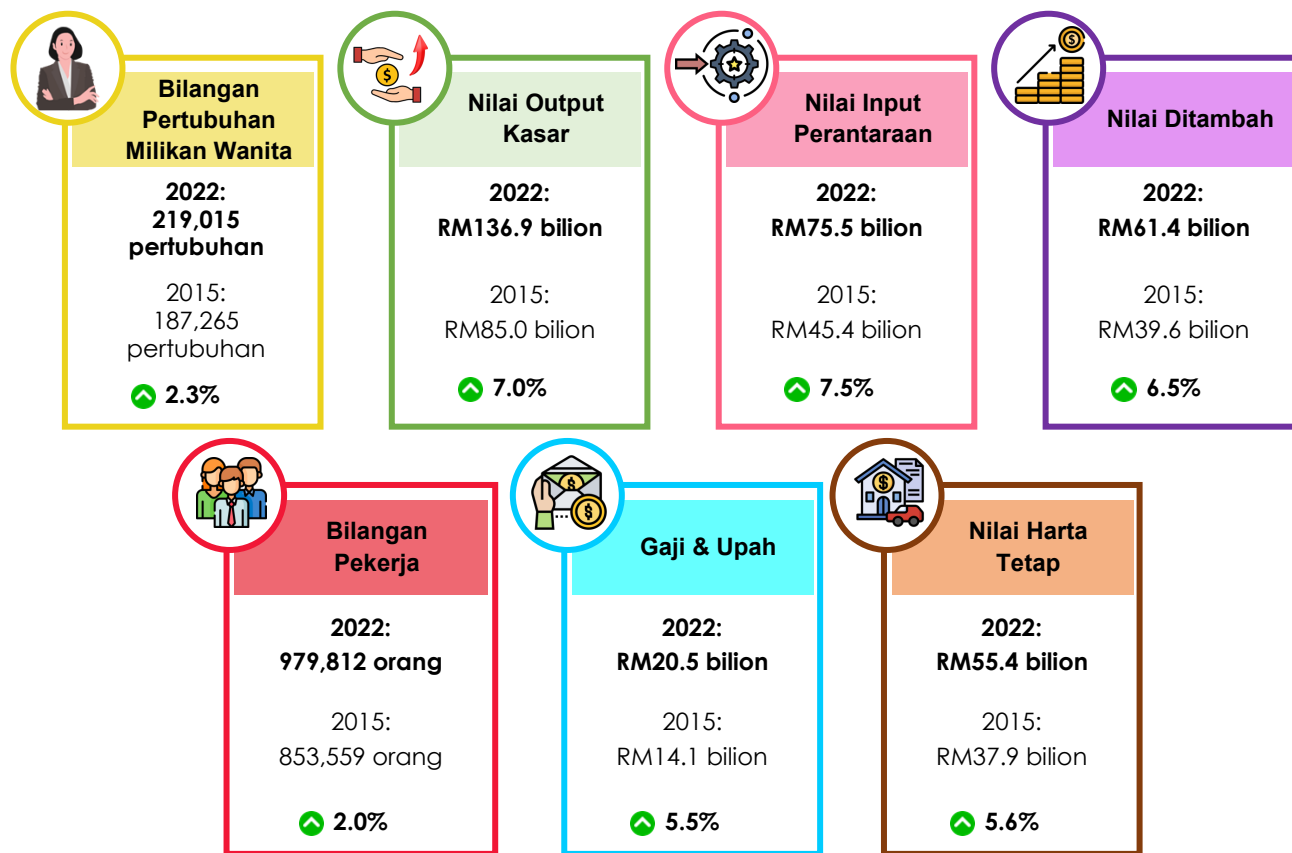 Bilangan
Pertubuhan
Milikan Wanita
2022:
219,015
pertubuhan
2015:
187,265
pertubuhan
2.3%
Nilai Output
Kasar
2022:
RM136.9 bilion
2015:
RM85.0 bilion
7.0%
Nilai Input
Perantaraan
2022:
RM75.5 bilion
2015:
RM45.4 bilion
7.5%
Nilai Ditambah
2022:
RM61.4 bilion
2015:
RM39.6 bilion
6.5%
Bilangan
Pekerja
2022:
979,812 orang
2015:
853,559 orang
2.0%
Gaji & Upah
2022:
RM20.5 bilion
2015:
RM14.1 bilion
5.5%
Nilai Harta
Tetap
2022:
RM55.4 bilion
2015:
RM37.9 bilion
5.6%